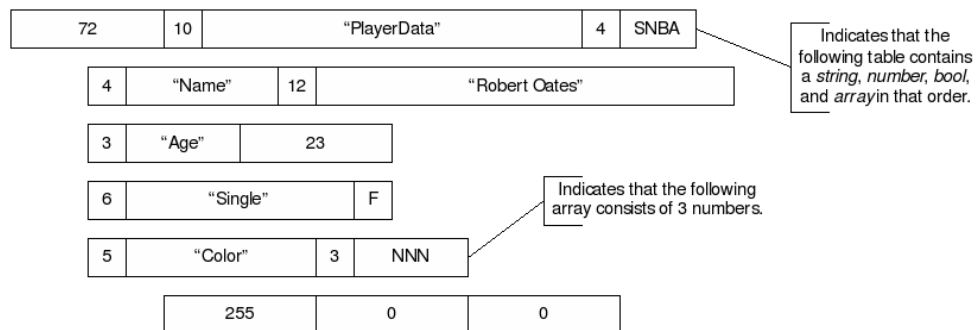 72 10 “PlayerData” 4 SNBA
Indicates that the
following table contains
a string, number, bool,
and array in that order.
4 “Name” 12 “Robert Oates”
3 “Age” 23
6 “Single” F
Indicates that the following
array consists of 3 numbers.
5 “Color” 3 NNN
255 0 0